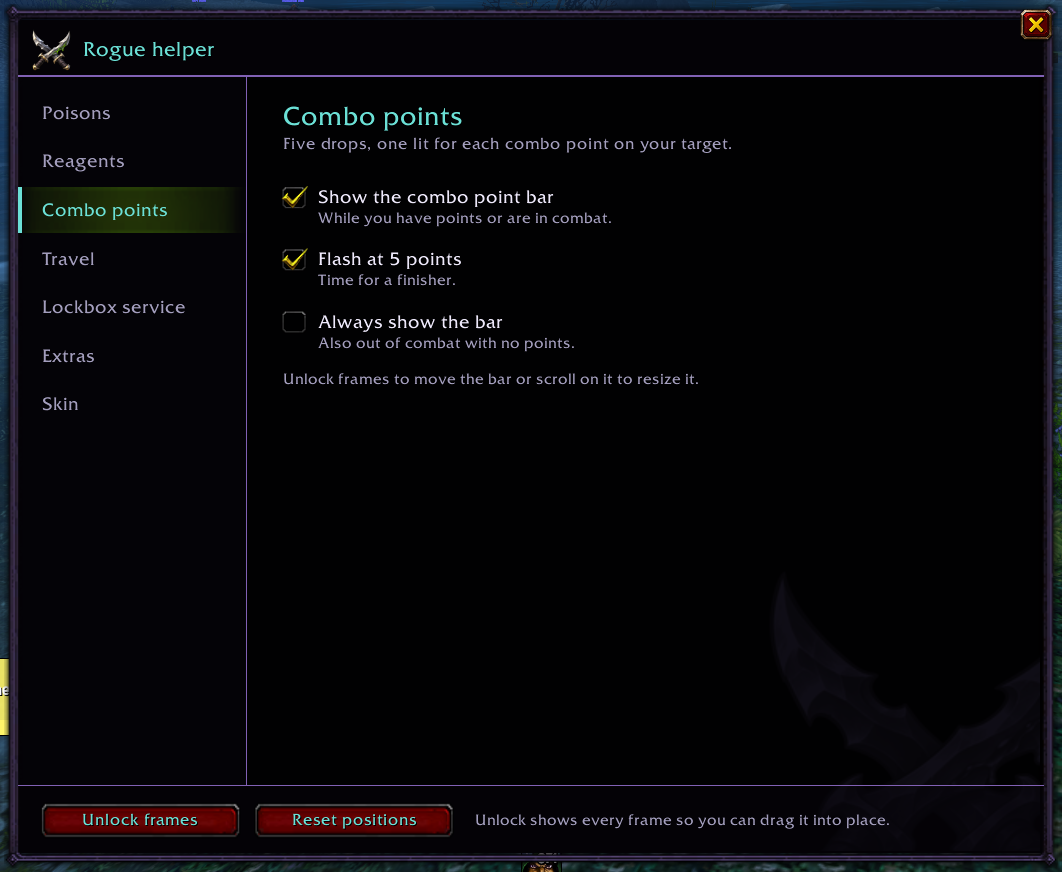 Rogue helper
Poisons
Reagents
Combo points
Travel
Lockbox service
Extras
Skin
Combo points
Five drops, one lit for each combo point on your target.
Show the combo point bar
While you have points or are in combat.
Flash at 5 points
Time for a finisher.
Always show the bar
Also out of combat with no points.
Unlock frames to move the bar or scroll on it to resize it.
Unlock frames
Reset positions
Unlock shows every frame so you can drag it into place.